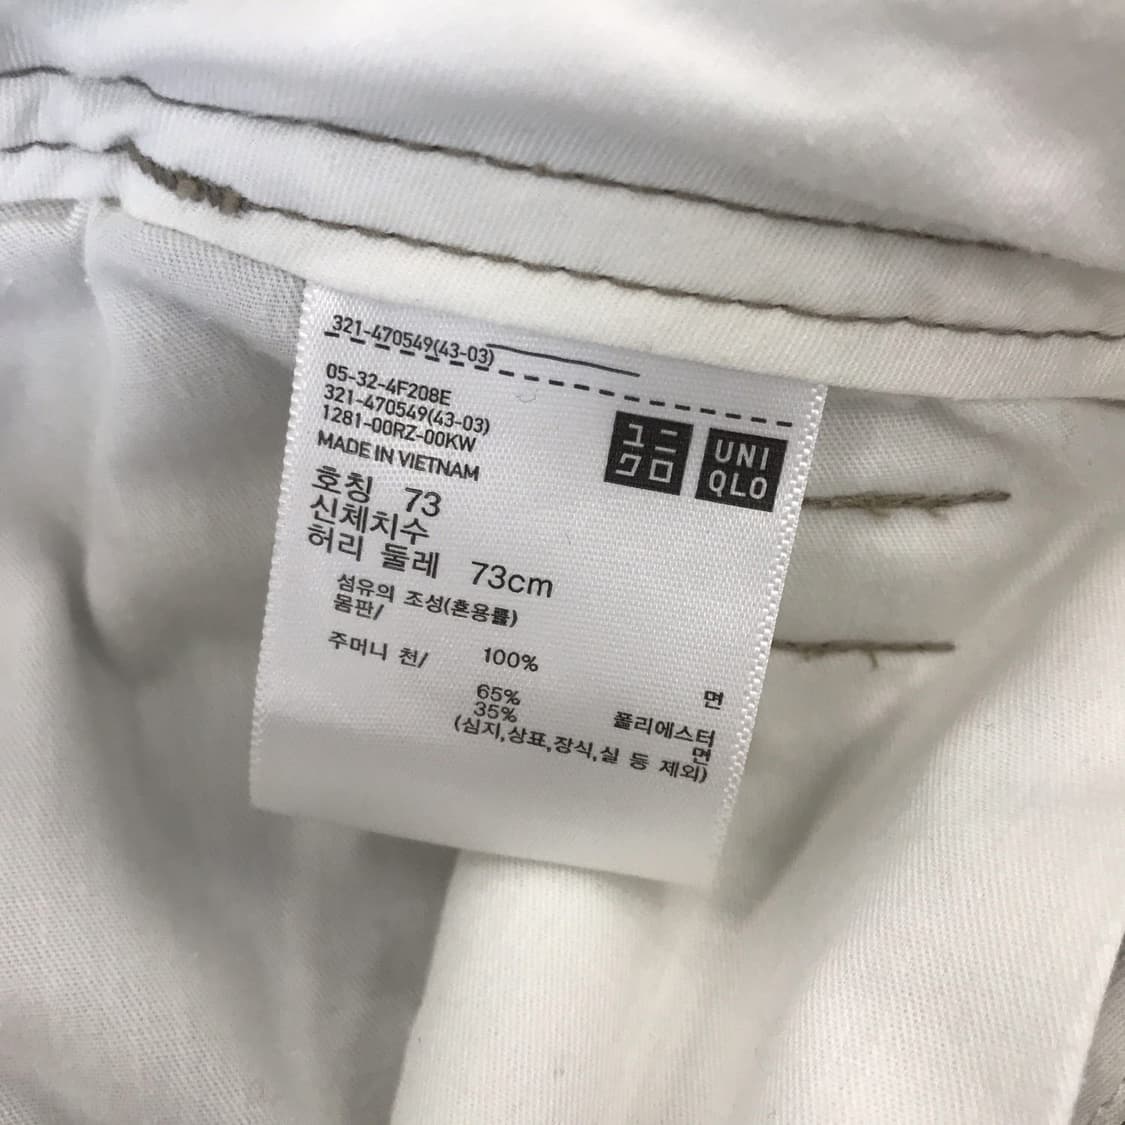 321-470549(43-03)
05-32-4F208E
321-470549(43-03)
1281-00RZ-00KW
MADE IN VIETNAM
ユニ
クロ
UNI
QLO
호칭 73
신체치수
허리 둘레 73cm
섬유의 조성(혼용률)
몸판/
100% 면
주머니 천/
65% 폴리에스터
35% 면
(심지,상표,장식,실 등 제외)